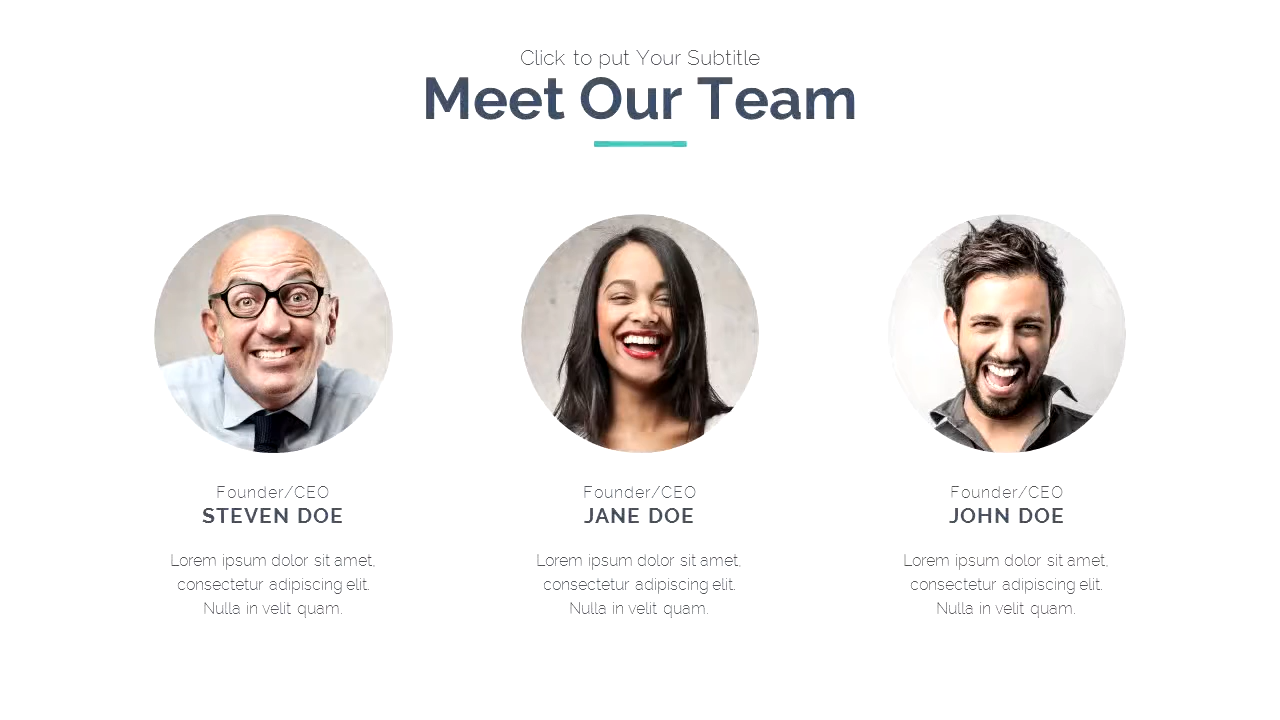 Click to put Your Subtitle
Meet Our Team
Founder/CEO
STEVEN DOE
Lorem ipsum dolor sit amet,
consectetur adipiscing elit.
Nulla in velit quam.
Founder/CEO
JANE DOE
Lorem ipsum dolor sit amet,
consectetur adipiscing elit.
Nulla in velit quam.
Founder/CEO
JOHN DOE
Lorem ipsum dolor sit amet,
consectetur adipiscing elit.
Nulla in velit quam.